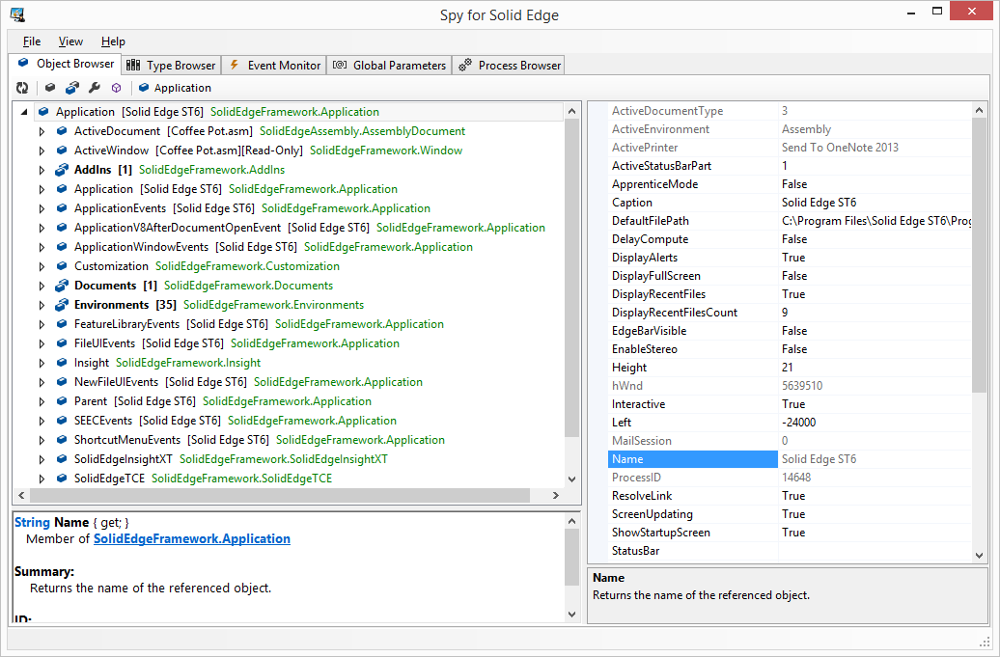 Spy for Solid Edge
File View Help
Object Browser Type Browser Event Monitor Global Parameters Process Browser
Application
Application [Solid Edge ST6] SolidEdgeFramework.Application
ActiveDocument [Coffee Pot.asm] SolidEdgeAssembly.AssemblyDocument
ActiveWindow [Coffee Pot.asm][Read-Only] SolidEdgeFramework.Window
AddIns [1] SolidEdgeFramework.AddIns
Application [Solid Edge ST6] SolidEdgeFramework.Application
ApplicationEvents [Solid Edge ST6] SolidEdgeFramework.Application
ApplicationV8AfterDocumentOpenEvent [Solid Edge ST6] SolidEdgeFramework.Application
ApplicationWindowEvents [Solid Edge ST6] SolidEdgeFramework.Application
Customization SolidEdgeFramework.Customization
Documents [1] SolidEdgeFramework.Documents
Environments [35] SolidEdgeFramework.Environments
FeatureLibraryEvents [Solid Edge ST6] SolidEdgeFramework.Application
FileUIEvents [Solid Edge ST6] SolidEdgeFramework.Application
Insight SolidEdgeFramework.Insight
NewFileUIEvents [Solid Edge ST6] SolidEdgeFramework.Application
Parent [Solid Edge ST6] SolidEdgeFramework.Application
SEECEvents [Solid Edge ST6] SolidEdgeFramework.Application
ShortcutMenuEvents [Solid Edge ST6] SolidEdgeFramework.Application
SolidEdgeInsightXT SolidEdgeFramework.SolidEdgeInsightXT
SolidEdgeTCE SolidEdgeFramework.SolidEdgeTCE
String Name { get; }
Member of SolidEdgeFramework.Application
Summary:
Returns the name of the referenced object.
ID:
ActiveDocumentType 3
ActiveEnvironment Assembly
ActivePrinter Send To OneNote 2013
ActiveStatusBarPart 1
ApprenticeMode False
Caption Solid Edge ST6
DefaultFilePath C:\Program Files\Solid Edge ST6\Prog
DelayCompute False
DisplayAlerts True
DisplayFullScreen False
DisplayRecentFiles True
DisplayRecentFilesCount 9
EdgeBarVisible False
EnableStereo False
Height 21
hWnd 5639510
Interactive True
Left -24000
MailSession 0
Name Solid Edge ST6
ProcessID 14648
ResolveLink True
ScreenUpdating True
ShowStartupScreen True
StatusBar
Name
Returns the name of the referenced object.